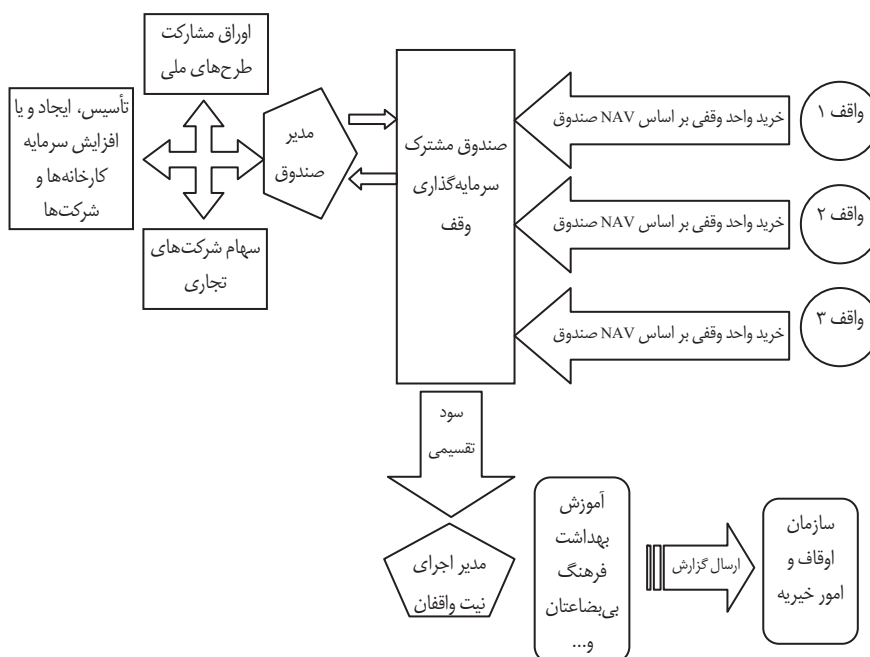 واقف ۱
خرید واحد وقفی بر اساس NAV صندوق
واقف ۲
خرید واحد وقفی بر اساس NAV صندوق
واقف ۳
خرید واحد وقفی بر اساس NAV صندوق
صندوق مشترک
سرمایه‌گذاری
وقف
مدیر
صندوق
اوراق مشارکت
طرح‌های ملی
تأسیس، ایجاد و یا
افزایش سرمایه
کارخانه‌ها و
شرکت‌ها
سهام شرکت‌های
تجاری
سود
تقسیمی
مدیر اجرای
نیت واقفان
آموزش
بهداشت
فرهنگ
بی‌بضاعتان
و...
ارسال گزارش
سازمان
اوقاف و
امور خیریه